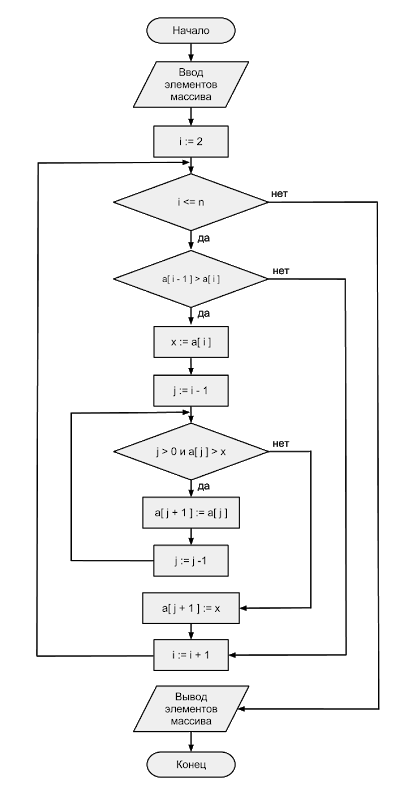 Начало
Ввод
элементов
массива
i := 2
i <= n
нет
да
a[ i - 1 ] > a[ i ]
нет
да
x := a[ i ]
j := i - 1
j > 0 и a[ j ] > x
нет
да
a[ j + 1 ] := a[ j ]
j := j -1
a[ j + 1 ] := x
i := i + 1
Вывод
элементов
массива
Конец